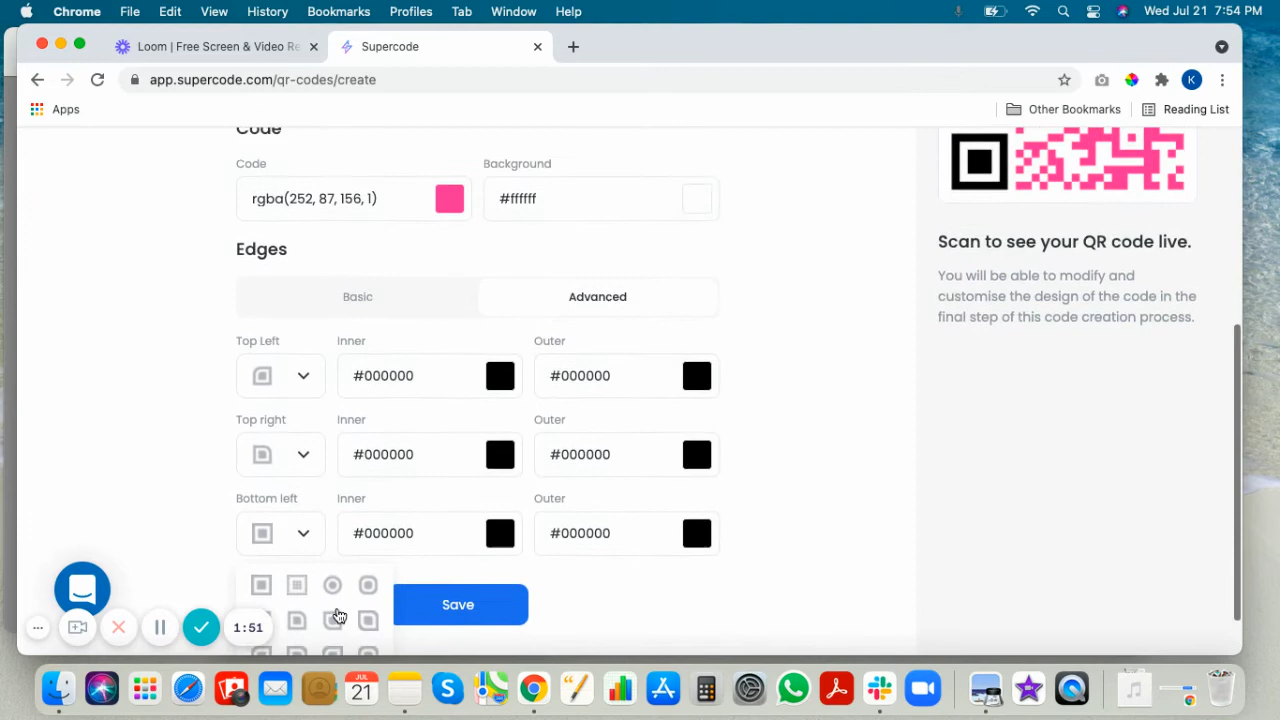 Chrome File Edit View History Bookmarks Profiles Tab Window Help Wed Jul 21 7:54 PM
Loom | Free Screen & Video Re Supercode
app.supercode.com/qr-codes/create K
Apps Other Bookmarks Reading List
Code
Code Background
rgba(252, 87, 156, 1) #ffffff
Scan to see your QR code live.
Edges
You will be able to modify and
customise the design of the code in the
final step of this code creation process.
Basic Advanced
Top Left Inner Outer
#000000 #000000
Top right Inner Outer
#000000 #000000
Bottom left Inner Outer
#000000 #000000
Save
1:51
JUL
21